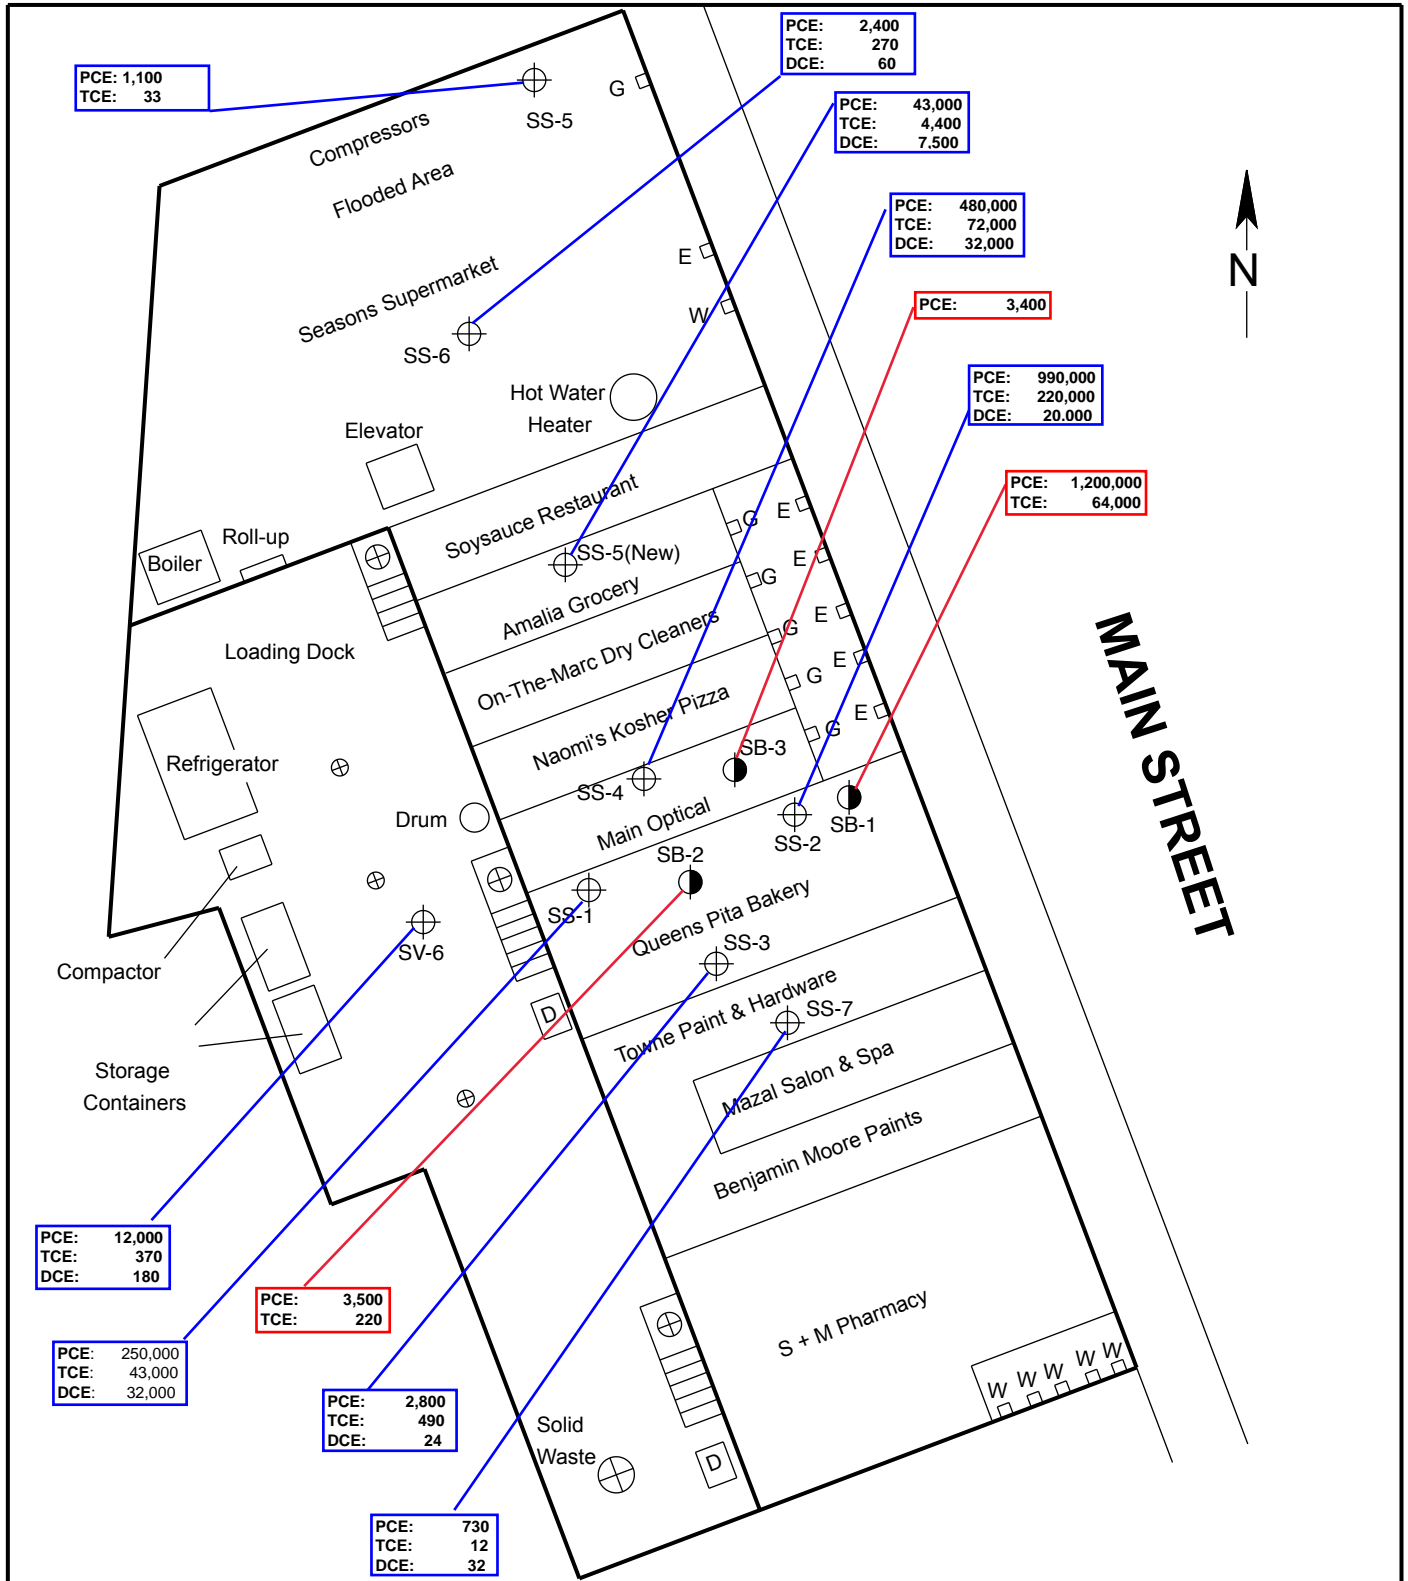 PCE: 2,400
TCE: 270
DCE: 60
PCE: 1,100
TCE: 33
G
SS-5
PCE: 43,000
TCE: 4,400
DCE: 7,500
Compressors
Flooded Area
PCE: 480,000
TCE: 72,000
DCE: 32,000
E
N
Seasons Supermarket
W
PCE: 3,400
SS-6
PCE: 990,000
TCE: 220,000
DCE: 20.000
Hot Water
Heater
Elevator
PCE: 1,200,000
TCE: 64,000
Soysauce Restaurant
G
E
Roll-up
Boiler
SS-5(New)
E
G
Amalia Grocery
E
G
On-The-Marc Dry Cleaners
Loading Dock
E
G
MAIN STREET
Naomi's Kosher Pizza
E
G
Refrigerator
SB-3
SS-4
Main Optical
Drum
SS-2
SB-1
SB-2
SS-1
Queens Pita Bakery
SV-6
SS-3
Compactor
D
Towne Paint & Hardware
SS-7
Storage
Containers
Mazal Salon & Spa
Benjamin Moore Paints
PCE: 12,000
TCE: 370
DCE: 180
PCE: 3,500
TCE: 220
PCE: 250,000
TCE: 43,000
DCE: 32,000
S + M Pharmacy
W W W W W
PCE: 2,800
TCE: 490
DCE: 24
Solid
Waste
D
PCE: 730
TCE: 12
DCE: 32